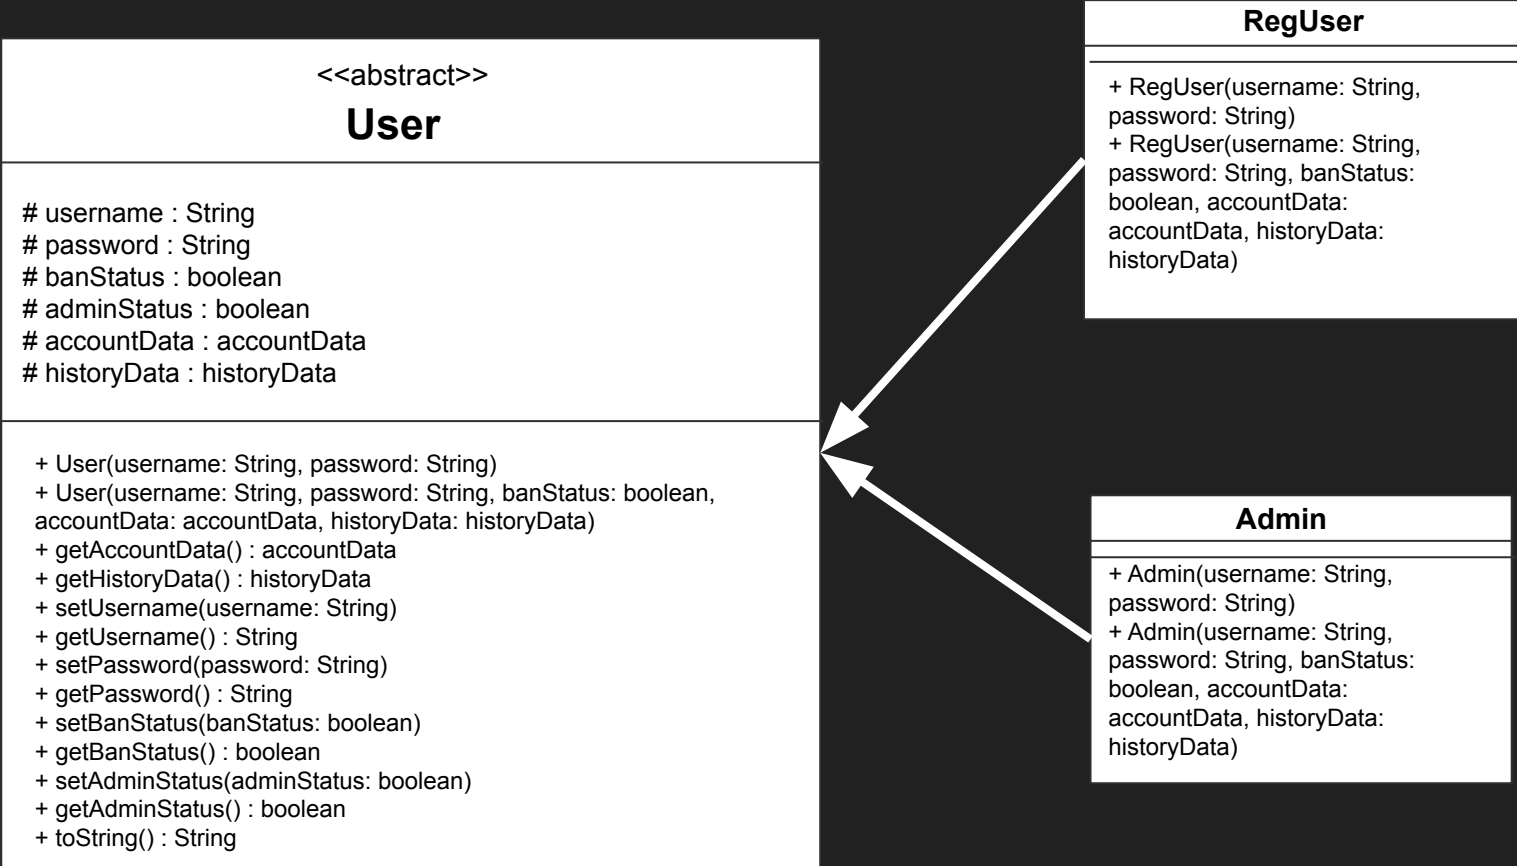 <<abstract>>
User
# username : String
# password : String
# banStatus : boolean
# adminStatus : boolean
# accountData : accountData
# historyData : historyData
+ User(username: String, password: String)
+ User(username: String, password: String, banStatus: boolean,
accountData: accountData, historyData: historyData)
+ getAccountData() : accountData
+ getHistoryData() : historyData
+ setUsername(username: String)
+ getUsername() : String
+ setPassword(password: String)
+ getPassword() : String
+ setBanStatus(banStatus: boolean)
+ getBanStatus() : boolean
+ setAdminStatus(adminStatus: boolean)
+ getAdminStatus() : boolean
+ toString() : String
RegUser
+ RegUser(username: String,
password: String)
+ RegUser(username: String,
password: String, banStatus:
boolean, accountData:
accountData, historyData:
historyData)
Admin
+ Admin(username: String,
password: String)
+ Admin(username: String,
password: String, banStatus:
boolean, accountData:
accountData, historyData:
historyData)